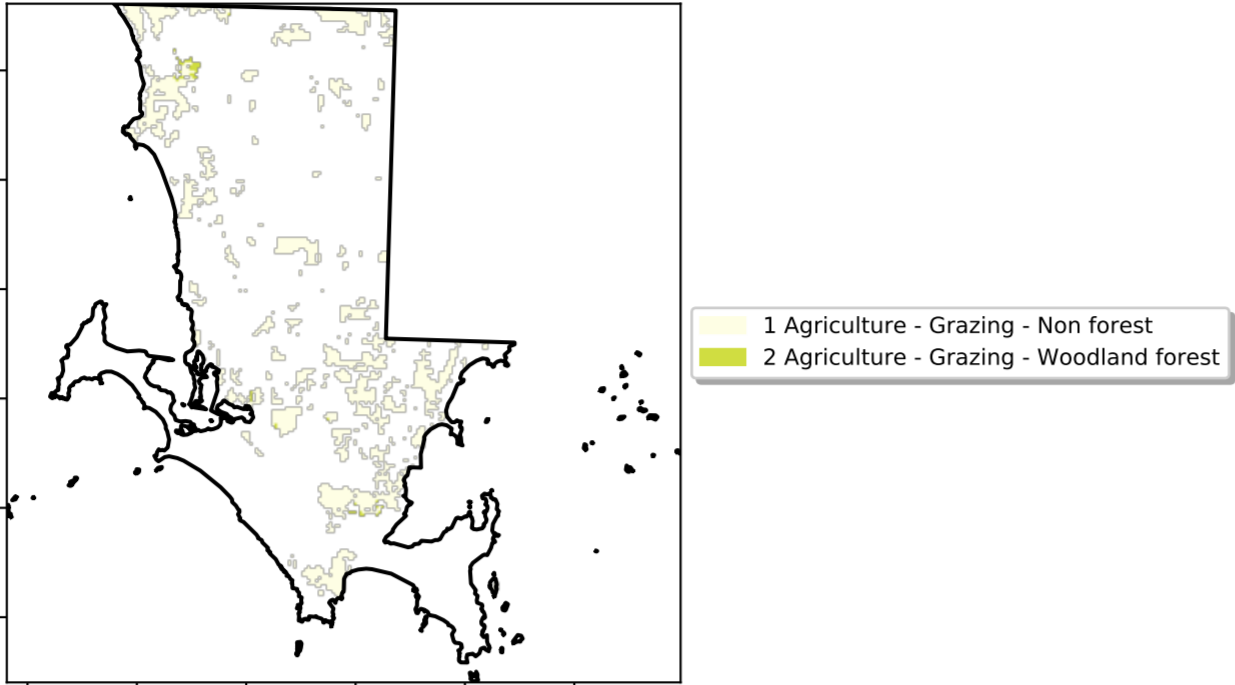 1 Agriculture - Grazing - Non forest
2 Agriculture - Grazing - Woodland forest